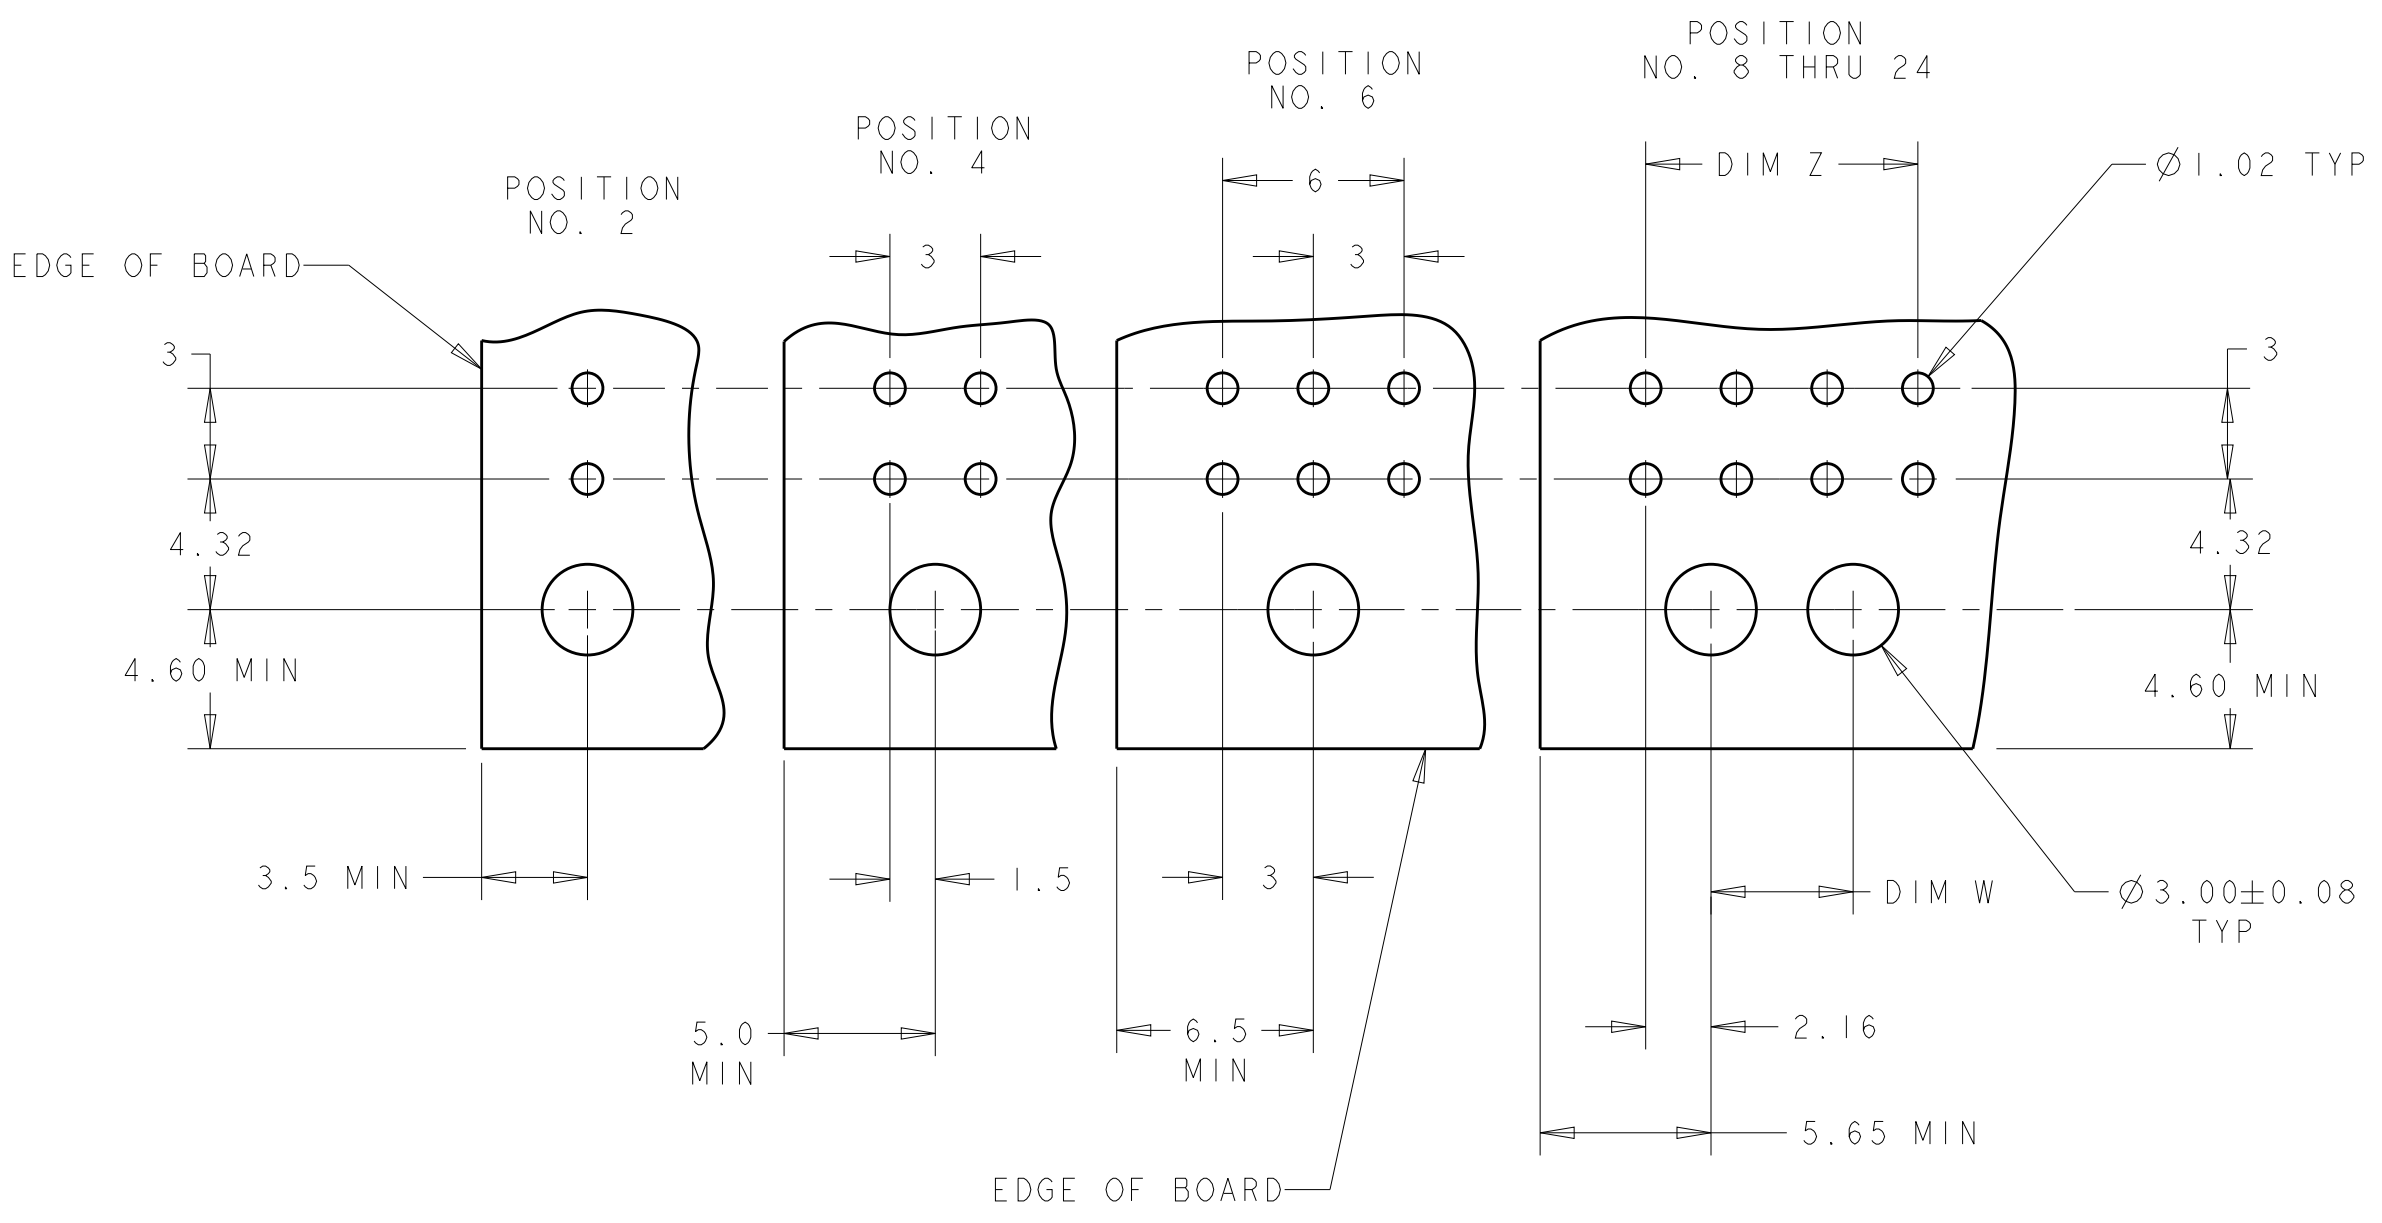 POSITION
NO. 8 THRU 24
POSITION
NO. 6
POSITION
NO. 4
POSITION
NO. 2
DIM Z
Ø1.02 TYP
6
3
3
EDGE OF BOARD
3
3
4.32
4.32
4.60 MIN
4.60 MIN
3.5 MIN
1.5
3
DIM W
Ø3.00±0.08
TYP
5.0
MIN
6.5
MIN
2.16
5.65 MIN
EDGE OF BOARD